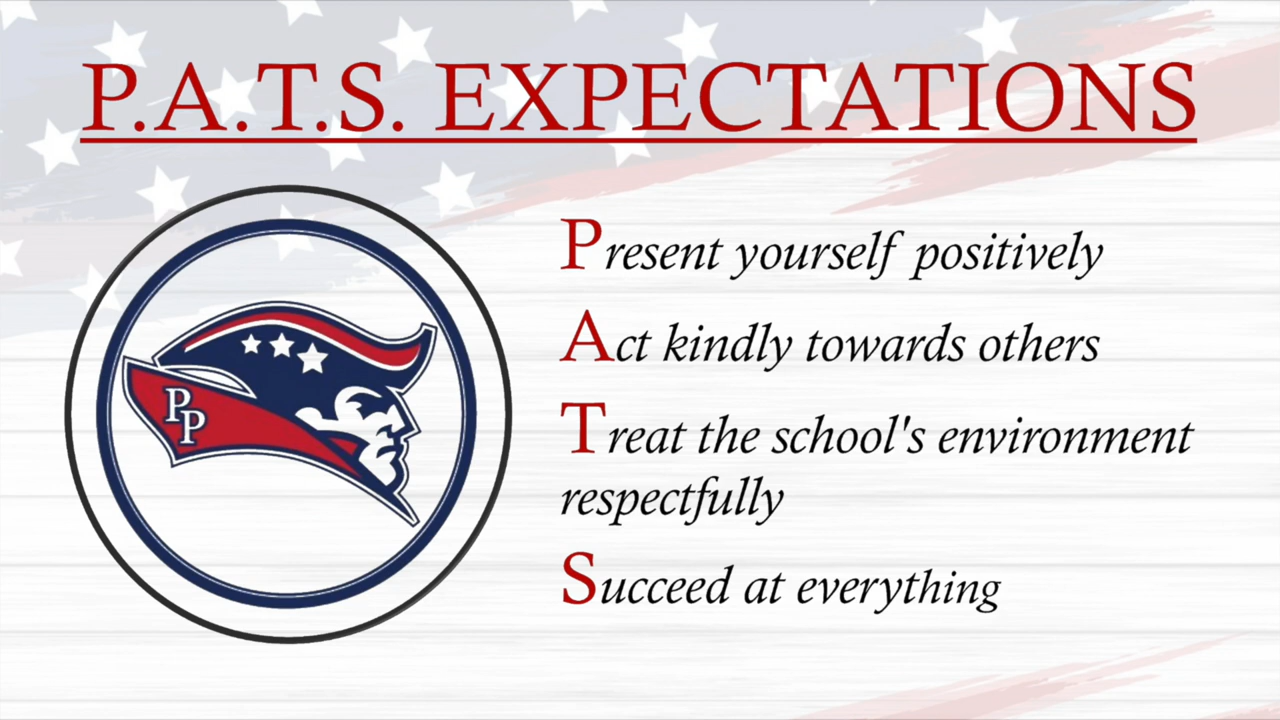 P.A.T.S. EXPECTATIONS
PP
Present yourself positively
Act kindly towards others
Treat the school's environment
respectfully
Succeed at everything